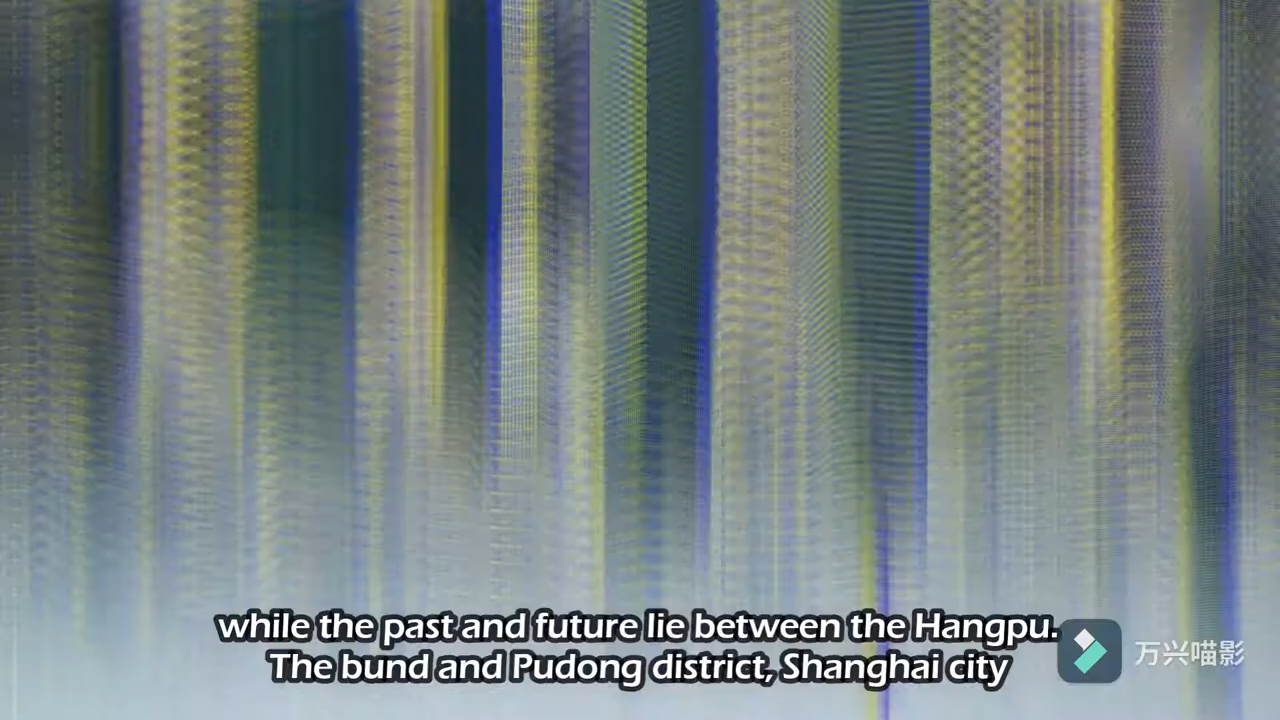 while the past and future lie between the Hangpu.
The bund and Pudong district, Shanghai city
万兴喵影